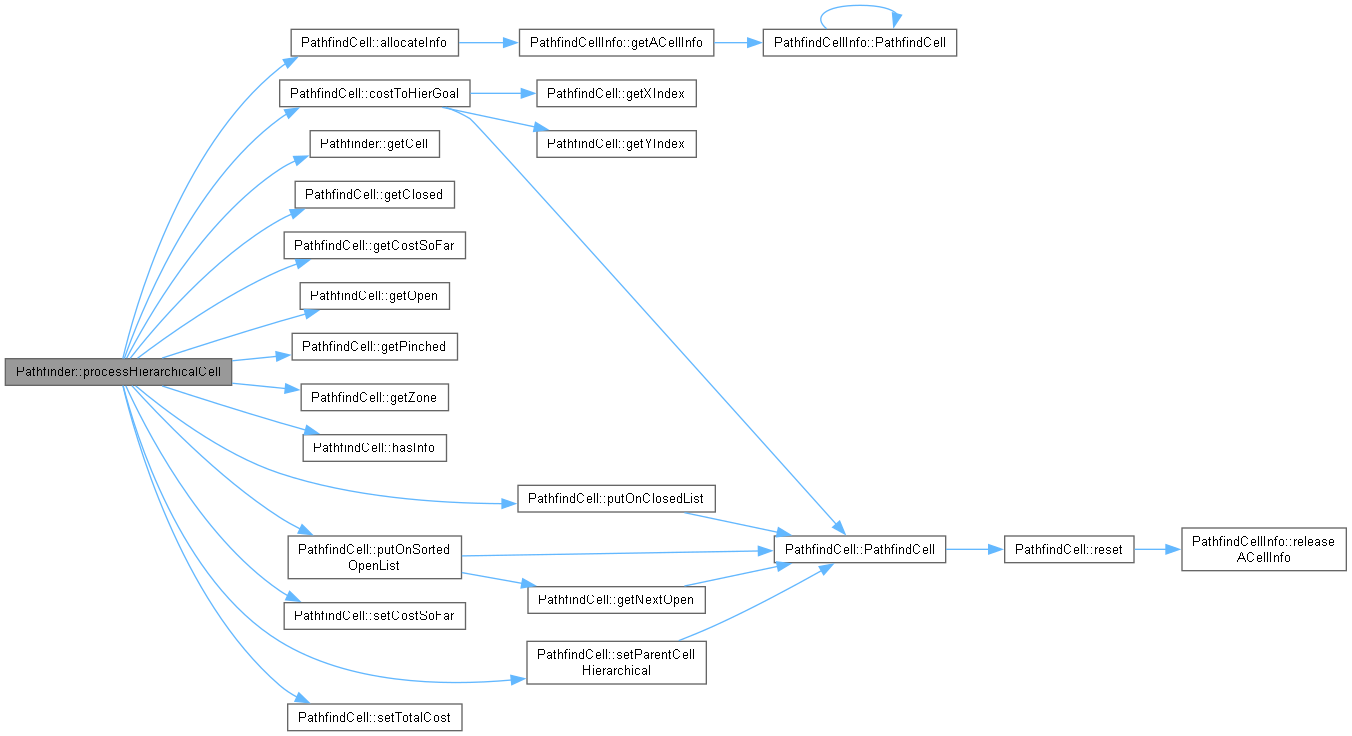 PathfindCell::allocateInfo
PathfindCellInfo::getACellInfo
PathfindCellInfo::PathfindCell
PathfindCell::costToHierGoal
PathfindCell::getXIndex
Pathfinder::getCell
PathfindCell::getYIndex
PathfindCell::getClosed
PathfindCell::getCostSoFar
PathfindCell::getOpen
PathfindCell::getPinched
Pathfinder::processHierarchicalCell
PathfindCell::getZone
PathfindCell::hasInfo
PathfindCell::putOnClosedList
PathfindCell::putOnSorted
OpenList
PathfindCell::PathfindCell
PathfindCell::reset
PathfindCellInfo::release
ACellInfo
PathfindCell::getNextOpen
PathfindCell::setCostSoFar
PathfindCell::setParentCell
Hierarchical
PathfindCell::setTotalCost